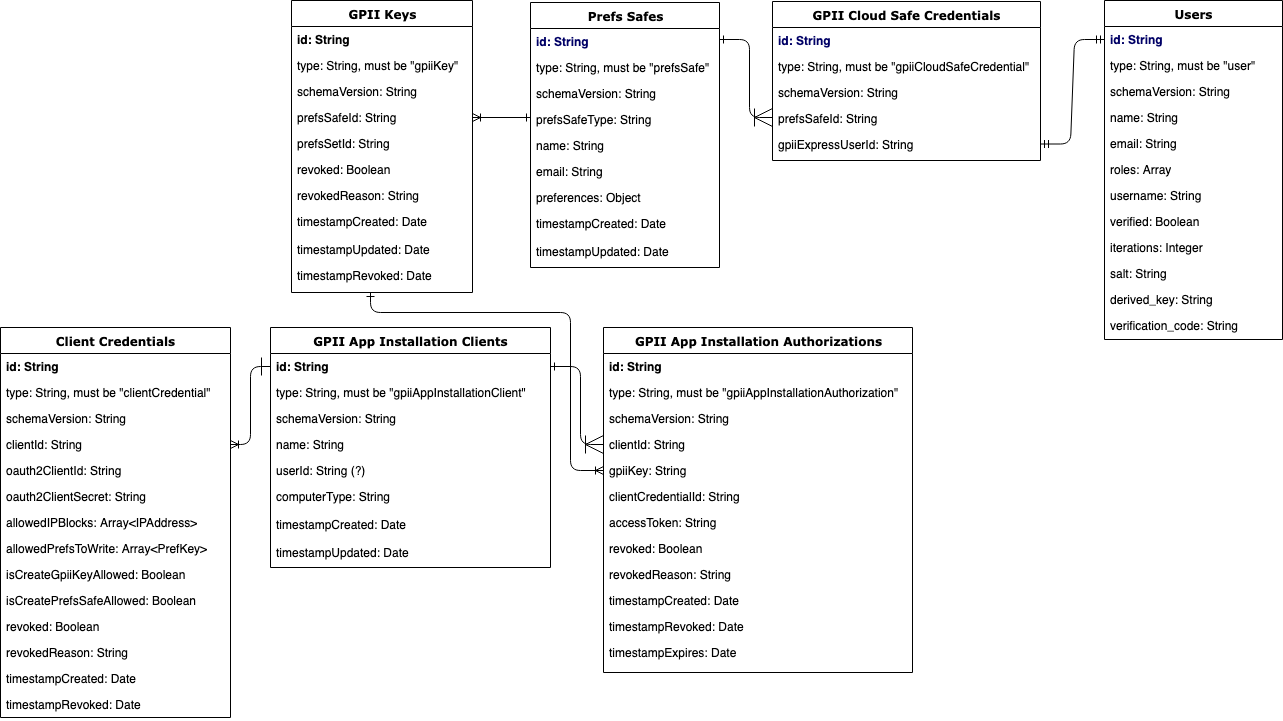 GPII Keys
id: String
type: String, must be "gpiiKey"
schemaVersion: String
prefsSafeId: String
prefsSetId: String
revoked: Boolean
revokedReason: String
timestampCreated: Date
timestampUpdated: Date
timestampRevoked: Date
Prefs Safes
id: String
type: String, must be "prefsSafe"
schemaVersion: String
prefsSafeType: String
name: String
email: String
preferences: Object
timestampCreated: Date
timestampUpdated: Date
GPII Cloud Safe Credentials
id: String
type: String, must be "gpiiCloudSafeCredential"
schemaVersion: String
prefsSafeId: String
gpiiExpressUserId: String
Users
id: String
type: String, must be "user"
schemaVersion: String
name: String
email: String
roles: Array
username: String
verified: Boolean
iterations: Integer
salt: String
derived_key: String
verification_code: String
Client Credentials
id: String
type: String, must be "clientCredential"
schemaVersion: String
clientId: String
oauth2ClientId: String
oauth2ClientSecret: String
allowedIPBlocks: Array<IPAddress>
allowedPrefsToWrite: Array<PrefKey>
isCreateGpiiKeyAllowed: Boolean
isCreatePrefsSafeAllowed: Boolean
revoked: Boolean
revokedReason: String
timestampCreated: Date
timestampRevoked: Date
GPII App Installation Clients
id: String
type: String, must be "gpiiAppInstallationClient"
schemaVersion: String
name: String
userId: String (?)
computerType: String
timestampCreated: Date
timestampUpdated: Date
GPII App Installation Authorizations
id: String
type: String, must be "gpiiAppInstallationAuthorization"
schemaVersion: String
clientId: String
gpiiKey: String
clientCredentialId: String
accessToken: String
revoked: Boolean
revokedReason: String
timestampCreated: Date
timestampRevoked: Date
timestampExpires: Date